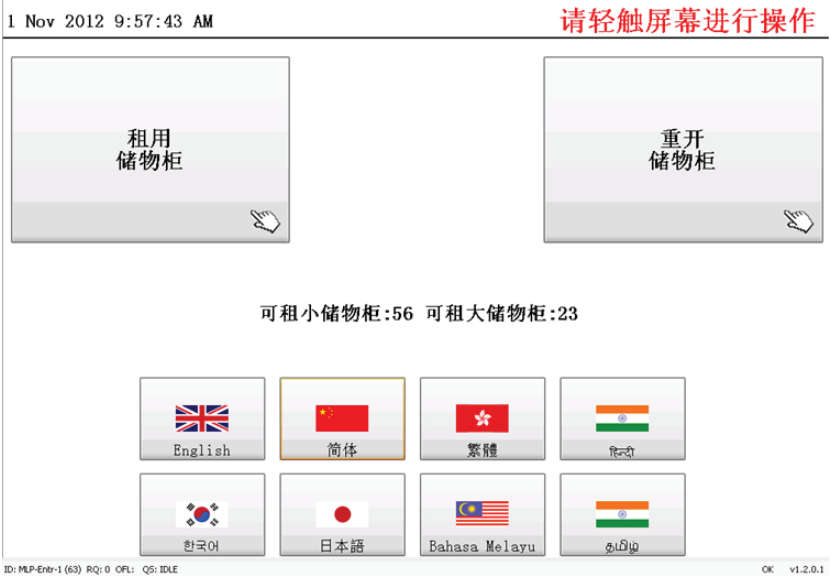 1 Nov 2012 9:57:43 AM
请轻触屏幕进行操作
租用
储物柜
重开
储物柜
可租小储物柜:56 可租大储物柜:23
English
简体
繁體
हिन्दी
한국어
日本語
Bahasa Melayu
தமிழ்
ID: MLP-Entr-1 (63) RQ: 0 OFL: QS: IDLE
OK v1.2.0.1